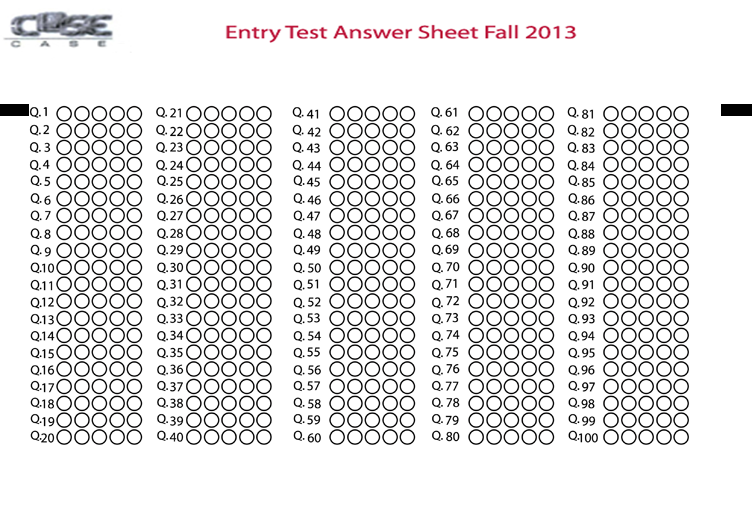 CASE
C A S E
Entry Test Answer Sheet Fall 2013
Q.1 Q.21 Q.41 Q.61 Q.81
Q.2 Q.22 Q.42 Q.62 Q.82
Q.3 Q.23 Q.43 Q.63 Q.83
Q.4 Q.24 Q.44 Q.64 Q.84
Q.5 Q.25 Q.45 Q.65 Q.85
Q.6 Q.26 Q.46 Q.66 Q.86
Q.7 Q.27 Q.47 Q.67 Q.87
Q.8 Q.28 Q.48 Q.68 Q.88
Q.9 Q.29 Q.49 Q.69 Q.89
Q.10 Q.30 Q.50 Q.70 Q.90
Q.11 Q.31 Q.51 Q.71 Q.91
Q.12 Q.32 Q.52 Q.72 Q.92
Q.13 Q.33 Q.53 Q.73 Q.93
Q.14 Q.34 Q.54 Q.74 Q.94
Q.15 Q.35 Q.55 Q.75 Q.95
Q.16 Q.36 Q.56 Q.76 Q.96
Q.17 Q.37 Q.57 Q.77 Q.97
Q.18 Q.38 Q.58 Q.78 Q.98
Q.19 Q.39 Q.59 Q.79 Q.99
Q.20 Q.40 Q.60 Q.80 Q.100